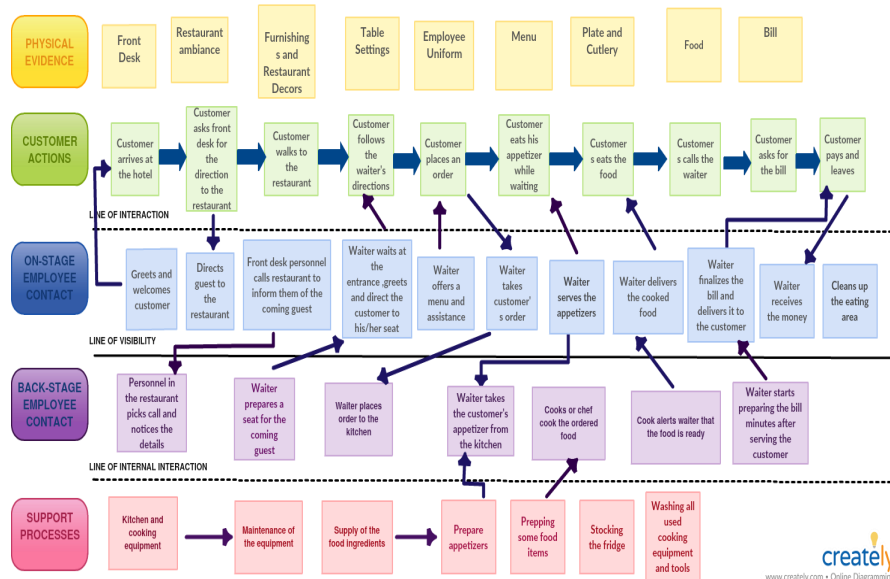 PHYSICAL
EVIDENCE
Front
Desk
Restaurant
ambiance
Furnishing
s and
Restaurant
Decors
Table
Settings
Employee
Uniform
Menu
Plate and
Cutlery
Food
Bill
CUSTOMER
ACTIONS
Customer
arrives at
the hotel
Customer
asks front
desk for
the
direction
to the
restaurant
Customer
walks to
the
restaurant
Customer
follows
the
waiter's
directions
Customer
places an
order
Customer
eats his
appetizer
while
waiting
Customer
s eats the
food
Customer
s calls the
waiter
Customer
asks for
the bill
Customer
pays and
leaves
LINE OF INTERACTION
ON-STAGE
EMPLOYEE
CONTACT
Greets and
welcomes
customer
Directs
guest to
the
restaurant
Front desk personnel
calls restaurant to
inform them of the
coming guest
Waiter waits at
the
entrance ,greets
and direct the
customer to
his/her seat
Waiter
offers a
menu and
assistance
Waiter
takes
customer'
s order
Waiter
serves the
appetizers
Waiter delivers
the cooked
food
Waiter
finalizes the
bill and
delivers it to
the customer
Waiter
receives
the money
Cleans up
the eating
area
LINE OF VISIBILITY
BACK-STAGE
EMPLOYEE
CONTACT
Personnel in
the restaurant
picks call and
notices the
details
Waiter
prepares a
seat for the
coming
guest
Waiter places
order to the
kitchen
Waiter takes
the customer's
appetizer from
the kitchen
Cooks or chef
cook the ordered
food
Cook alerts waiter that
the food is ready
Waiter starts
preparing the bill
minutes after
serving the
customer
LINE OF INTERNAL INTERACTION
SUPPORT
PROCESSES
Kitchen and
cooking
equipment
Maintenance of
the equipment
Supply of the
food ingredients
Prepare
appetizers
Prepping
some food
items
Stocking
the fridge
Washing all
used
cooking
equipment
and tools
creately
www.creately.com • Online Diagramming